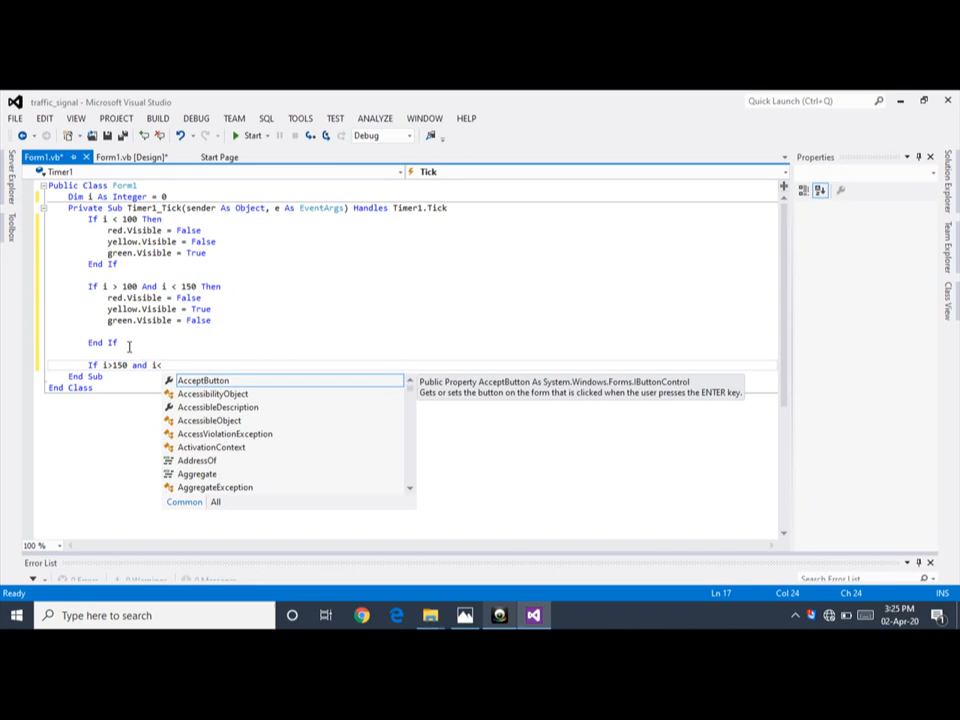 traffic_signal - Microsoft Visual Studio
Quick Launch (Ctrl+Q)
FILE EDIT VIEW PROJECT BUILD DEBUG TEAM SQL TOOLS TEST ANALYZE WINDOW HELP
Start Debug
Form1.vb* Form1.vb [Design]* Start Page
Properties
Timer1 Tick
Server Explorer
Toolbox
Solution Explorer
Team Explorer
Class View
Public Class Form1
Dim i As Integer = 0
Private Sub Timer1_Tick(sender As Object, e As EventArgs) Handles Timer1.Tick
If i < 100 Then
red.Visible = False
yellow.Visible = False
green.Visible = True
End If
If i > 100 And i < 150 Then
red.Visible = False
yellow.Visible = True
green.Visible = False
End If
If i>150 and i<
End Sub
End Class
AcceptButton
AccessibilityObject
AccessibleDescription
AccessibleObject
AccessViolationException
ActivationContext
AddressOf
Aggregate
AggregateException
Common All
Public Property AcceptButton As System.Windows.Forms.IButtonControl
Gets or sets the button on the form that is clicked when the user presses the ENTER key.
100 %
Error List
0 Errors 0 Warnings 0 Messages
Search Error List
Ready Ln 17 Col 24 Ch 24 INS
Type here to search
3:25 PM
02-Apr-20
1